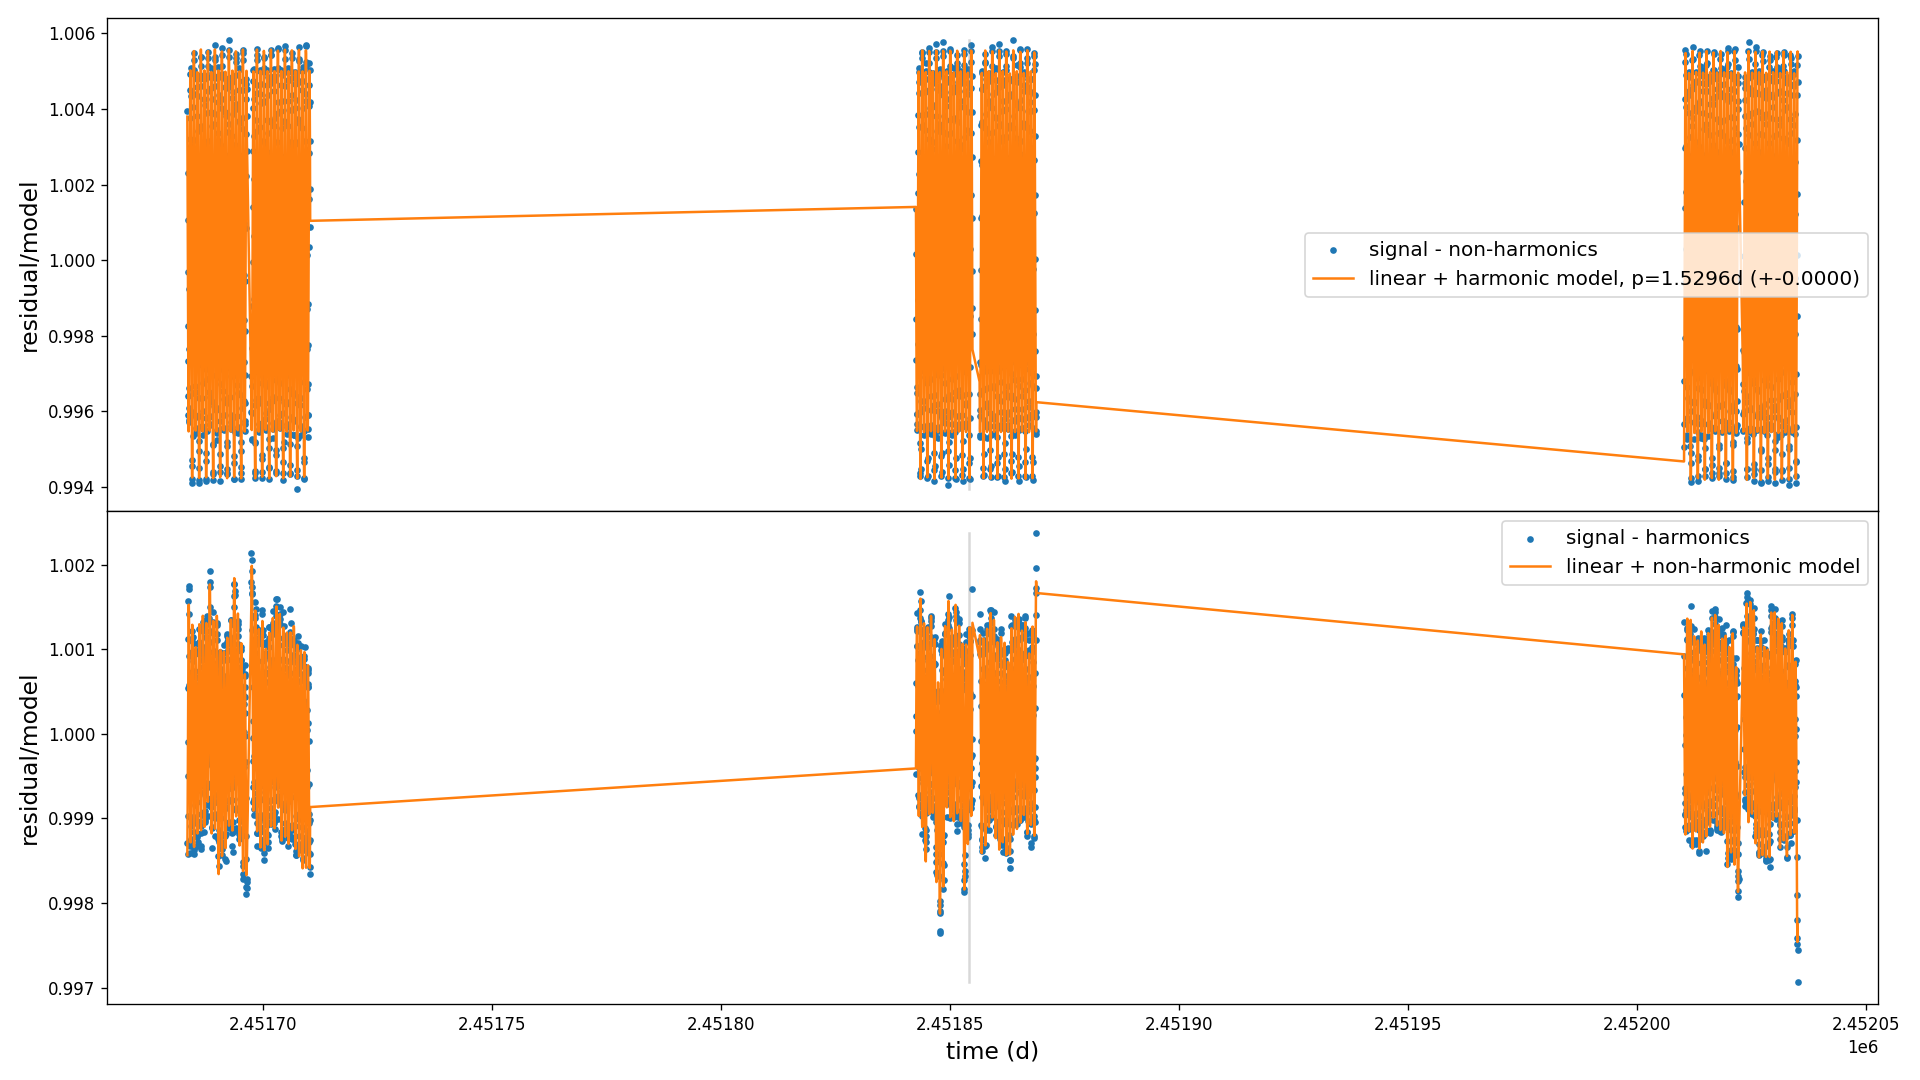 1.006
1.004
1.002
1.000
0.998
0.996
0.994
residual/model
signal - non-harmonics
linear + harmonic model, p=1.5296d (+-0.0000)
1.002
1.001
1.000
0.999
0.998
0.997
residual/model
signal - harmonics
linear + non-harmonic model
2.45170 2.45175 2.45180 2.45185 2.45190 2.45195 2.45200 2.45205
1e6
time (d)